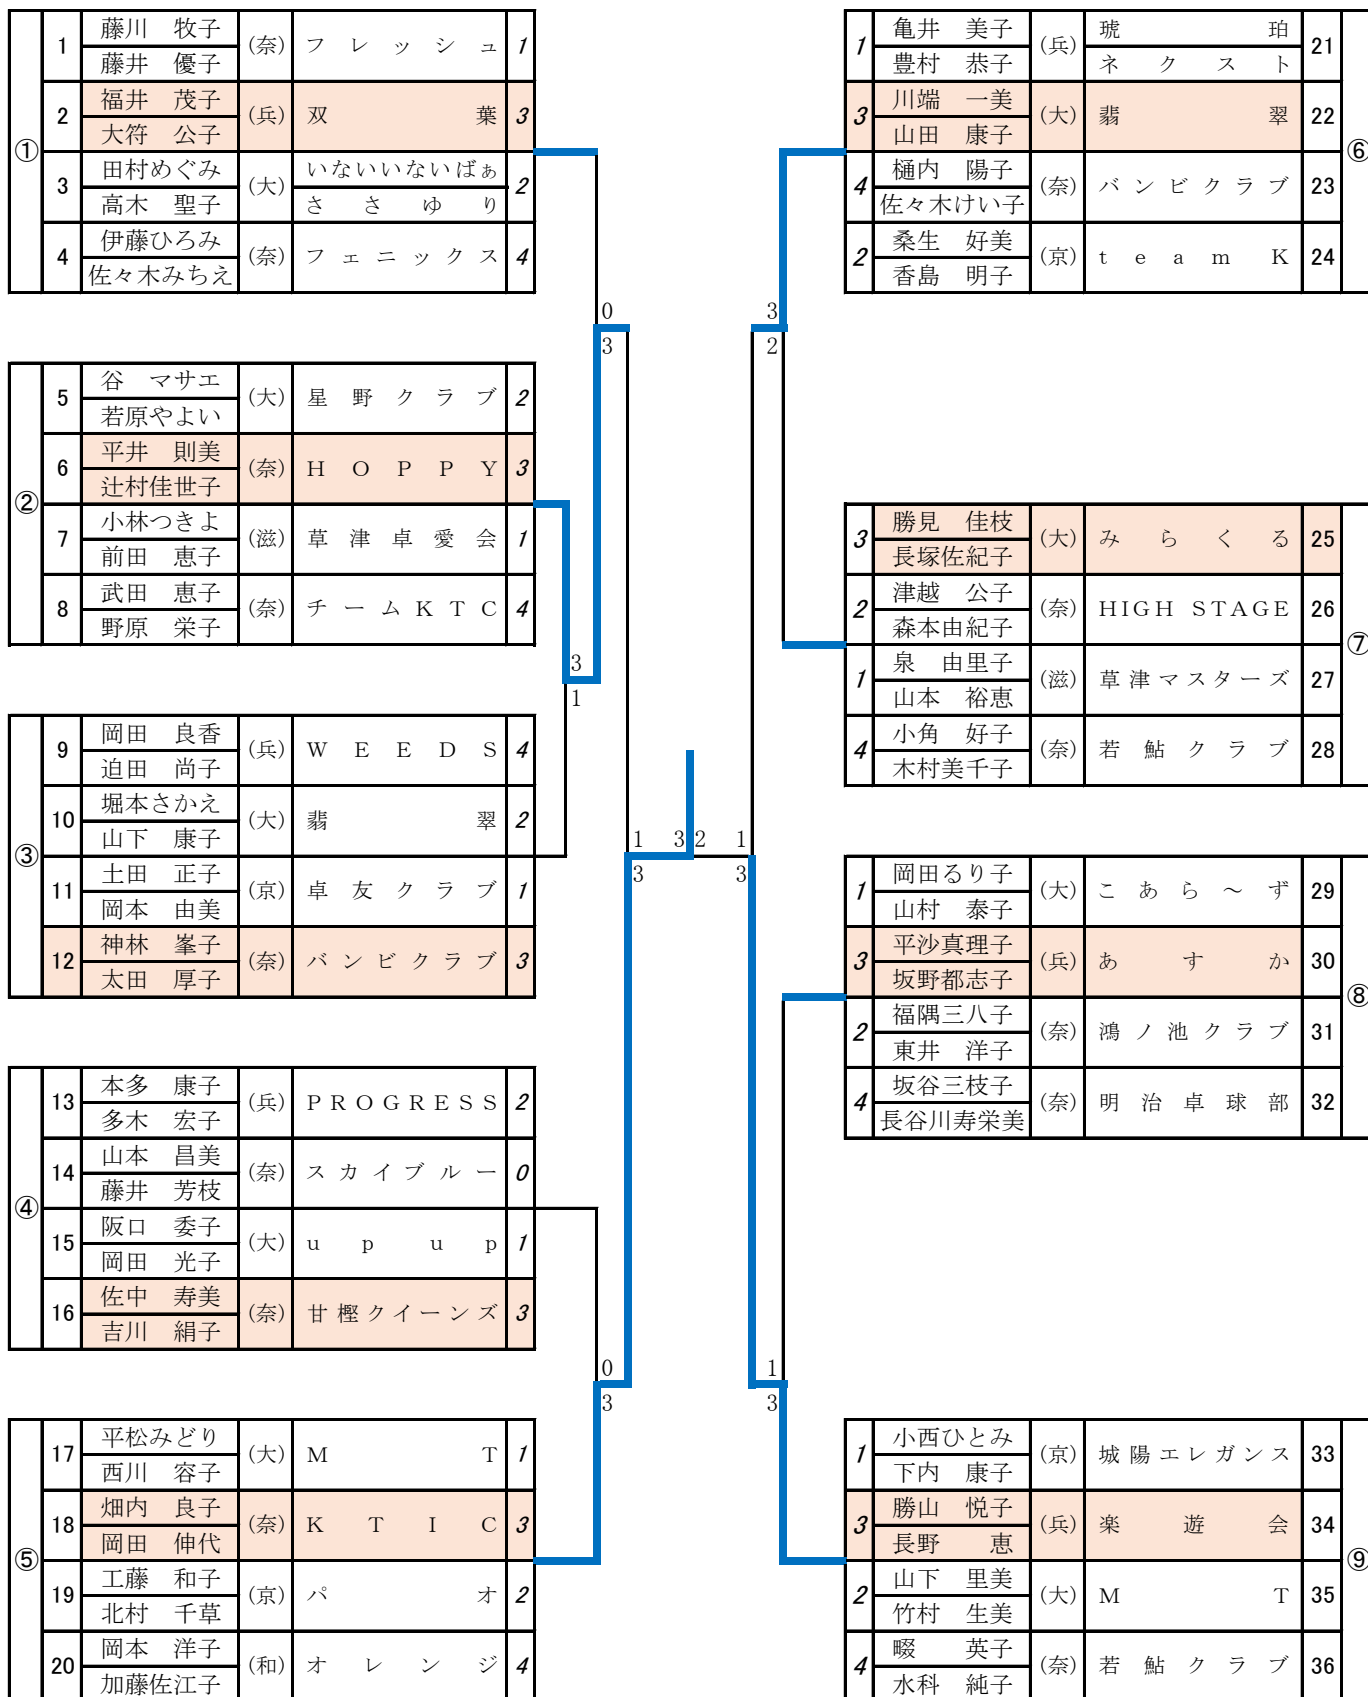 ①
1 藤川 牧子 (奈) フレッシュ 1
藤井 優子
2 福井 茂子 (兵) 双葉 3
大符 公子
3 田村めぐみ (大) いないいないばぁ 2
高木 聖子 ささゆり
4 伊藤ひろみ (奈) フェニックス 4
佐々木みちえ
0
3
②
5 谷 マサエ (大) 星野クラブ 2
若原やよい
6 平井 則美 (奈) HOPPY 3
辻村佳世子
7 小林つきよ (滋) 草津卓愛会 1
前田 恵子
8 武田 恵子 (奈) チームKTC 4
野原 栄子
3
1
③
9 岡田 良香 (兵) WEEDS 4
迫田 尚子
10 堀本さかえ (大) 翡翠 2
山下 康子
11 土田 正子 (京) 卓友クラブ 1
岡本 由美
12 神林 峯子 (奈) バンビクラブ 3
太田 厚子
1 3 2 1
3 3
④
13 本多 康子 (兵) PROGRESS 2
多木 宏子
14 山本 昌美 (奈) スカイブルー 0
藤井 芳枝
15 阪口 委子 (大) upup 1
岡田 光子
16 佐中 寿美 (奈) 甘樫クイーンズ 3
吉川 絹子
0
3
⑤
17 平松みどり (大) MT 1
西川 容子
18 畑内 良子 (奈) KTIC 3
岡田 伸代
19 工藤 和子 (京) パオ 2
北村 千草
20 岡本 洋子 (和) オレンジ 4
加藤佐江子
⑥
1 亀井 美子 (兵) 琥珀 21
豊村 恭子 ネクスト
3 川端 一美 (大) 翡翠 22
山田 康子
4 樋内 陽子 (奈) バンビクラブ 23
佐々木けい子
2 桑生 好美 (京) teamK 24
香島 明子
3
2
⑦
3 勝見 佳枝 (大) みらくる 25
長塚佐紀子
2 津越 公子 (奈) HIGH STAGE 26
森本由紀子
1 泉 由里子 (滋) 草津マスターズ 27
山本 裕恵
4 小角 好子 (奈) 若鮎クラブ 28
木村美千子
⑧
1 岡田るり子 (大) こあら～ず 29
山村 泰子
3 平沙真理子 (兵) あすか 30
坂野都志子
2 福隅三八子 (奈) 鴻ノ池クラブ 31
東井 洋子
4 坂谷三枝子 (奈) 明治卓球部 32
長谷川寿栄美
1
3
⑨
1 小西ひとみ (京) 城陽エレガンス 33
下内 康子
3 勝山 悦子 (兵) 楽遊会 34
長野 恵
2 山下 里美 (大) MT 35
竹村 生美
4 畷 英子 (奈) 若鮎クラブ 36
水科 純子